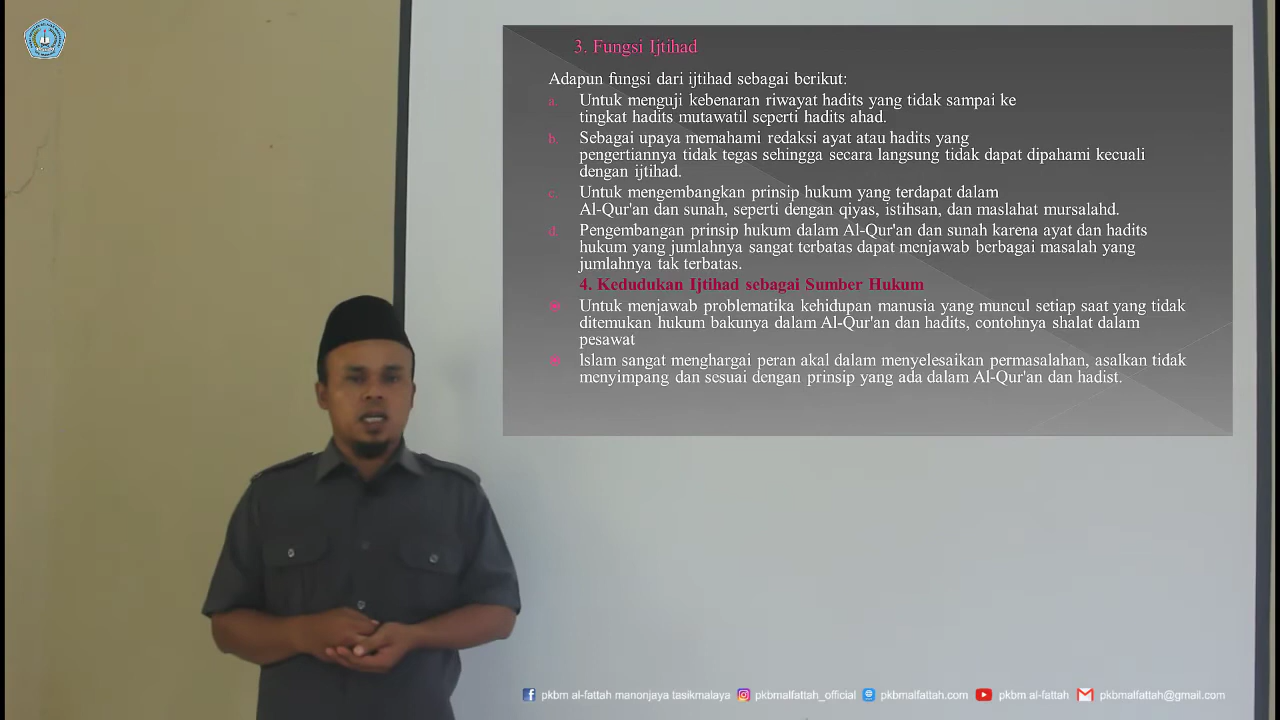 3. Fungsi Ijtihad
Adapun fungsi dari ijtihad sebagai berikut:
a. Untuk menguji kebenaran riwayat hadits yang tidak sampai ke
tingkat hadits mutawatil seperti hadits ahad.
b. Sebagai upaya memahami redaksi ayat atau hadits yang
pengertiannya tidak tegas sehingga secara langsung tidak dapat dipahami kecuali
dengan ijtihad.
c. Untuk mengembangkan prinsip hukum yang terdapat dalam
Al-Qur'an dan sunah, seperti dengan qiyas, istihsan, dan maslahat mursalahd.
d. Pengembangan prinsip hukum dalam Al-Qur'an dan sunah karena ayat dan hadits
hukum yang jumlahnya sangat terbatas dapat menjawab berbagai masalah yang
jumlahnya tak terbatas.
4. Kedudukan Ijtihad sebagai Sumber Hukum
Untuk menjawab problematika kehidupan manusia yang muncul setiap saat yang tidak
ditemukan hukum bakunya dalam Al-Qur'an dan hadits, contohnya shalat dalam
pesawat
lslam sangat menghargai peran akal dalam menyelesaikan permasalahan, asalkan tidak
menyimpang dan sesuai dengan prinsip yang ada dalam Al-Qur'an dan hadist.
pkbm al-fattah manonjaya tasikmalaya pkbmalfattah_official pkbmalfattah.com pkbm al-fattah pkbmalfattah@gmail.com